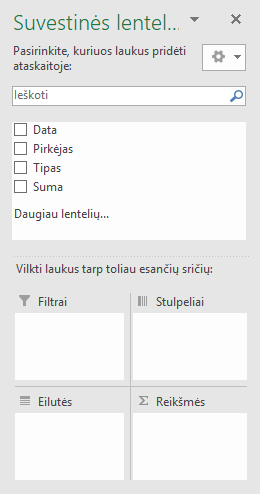 Suvestinės lentel...
Pasirinkite, kuriuos laukus pridėti
ataskaitoje:
Ieškoti
Data
Pirkėjas
Tipas
Suma
Daugiau lentelių...
Vilkti laukus tarp toliau esančių sričių:
Filtrai
Stulpeliai
Eilutės
Σ Reikšmės